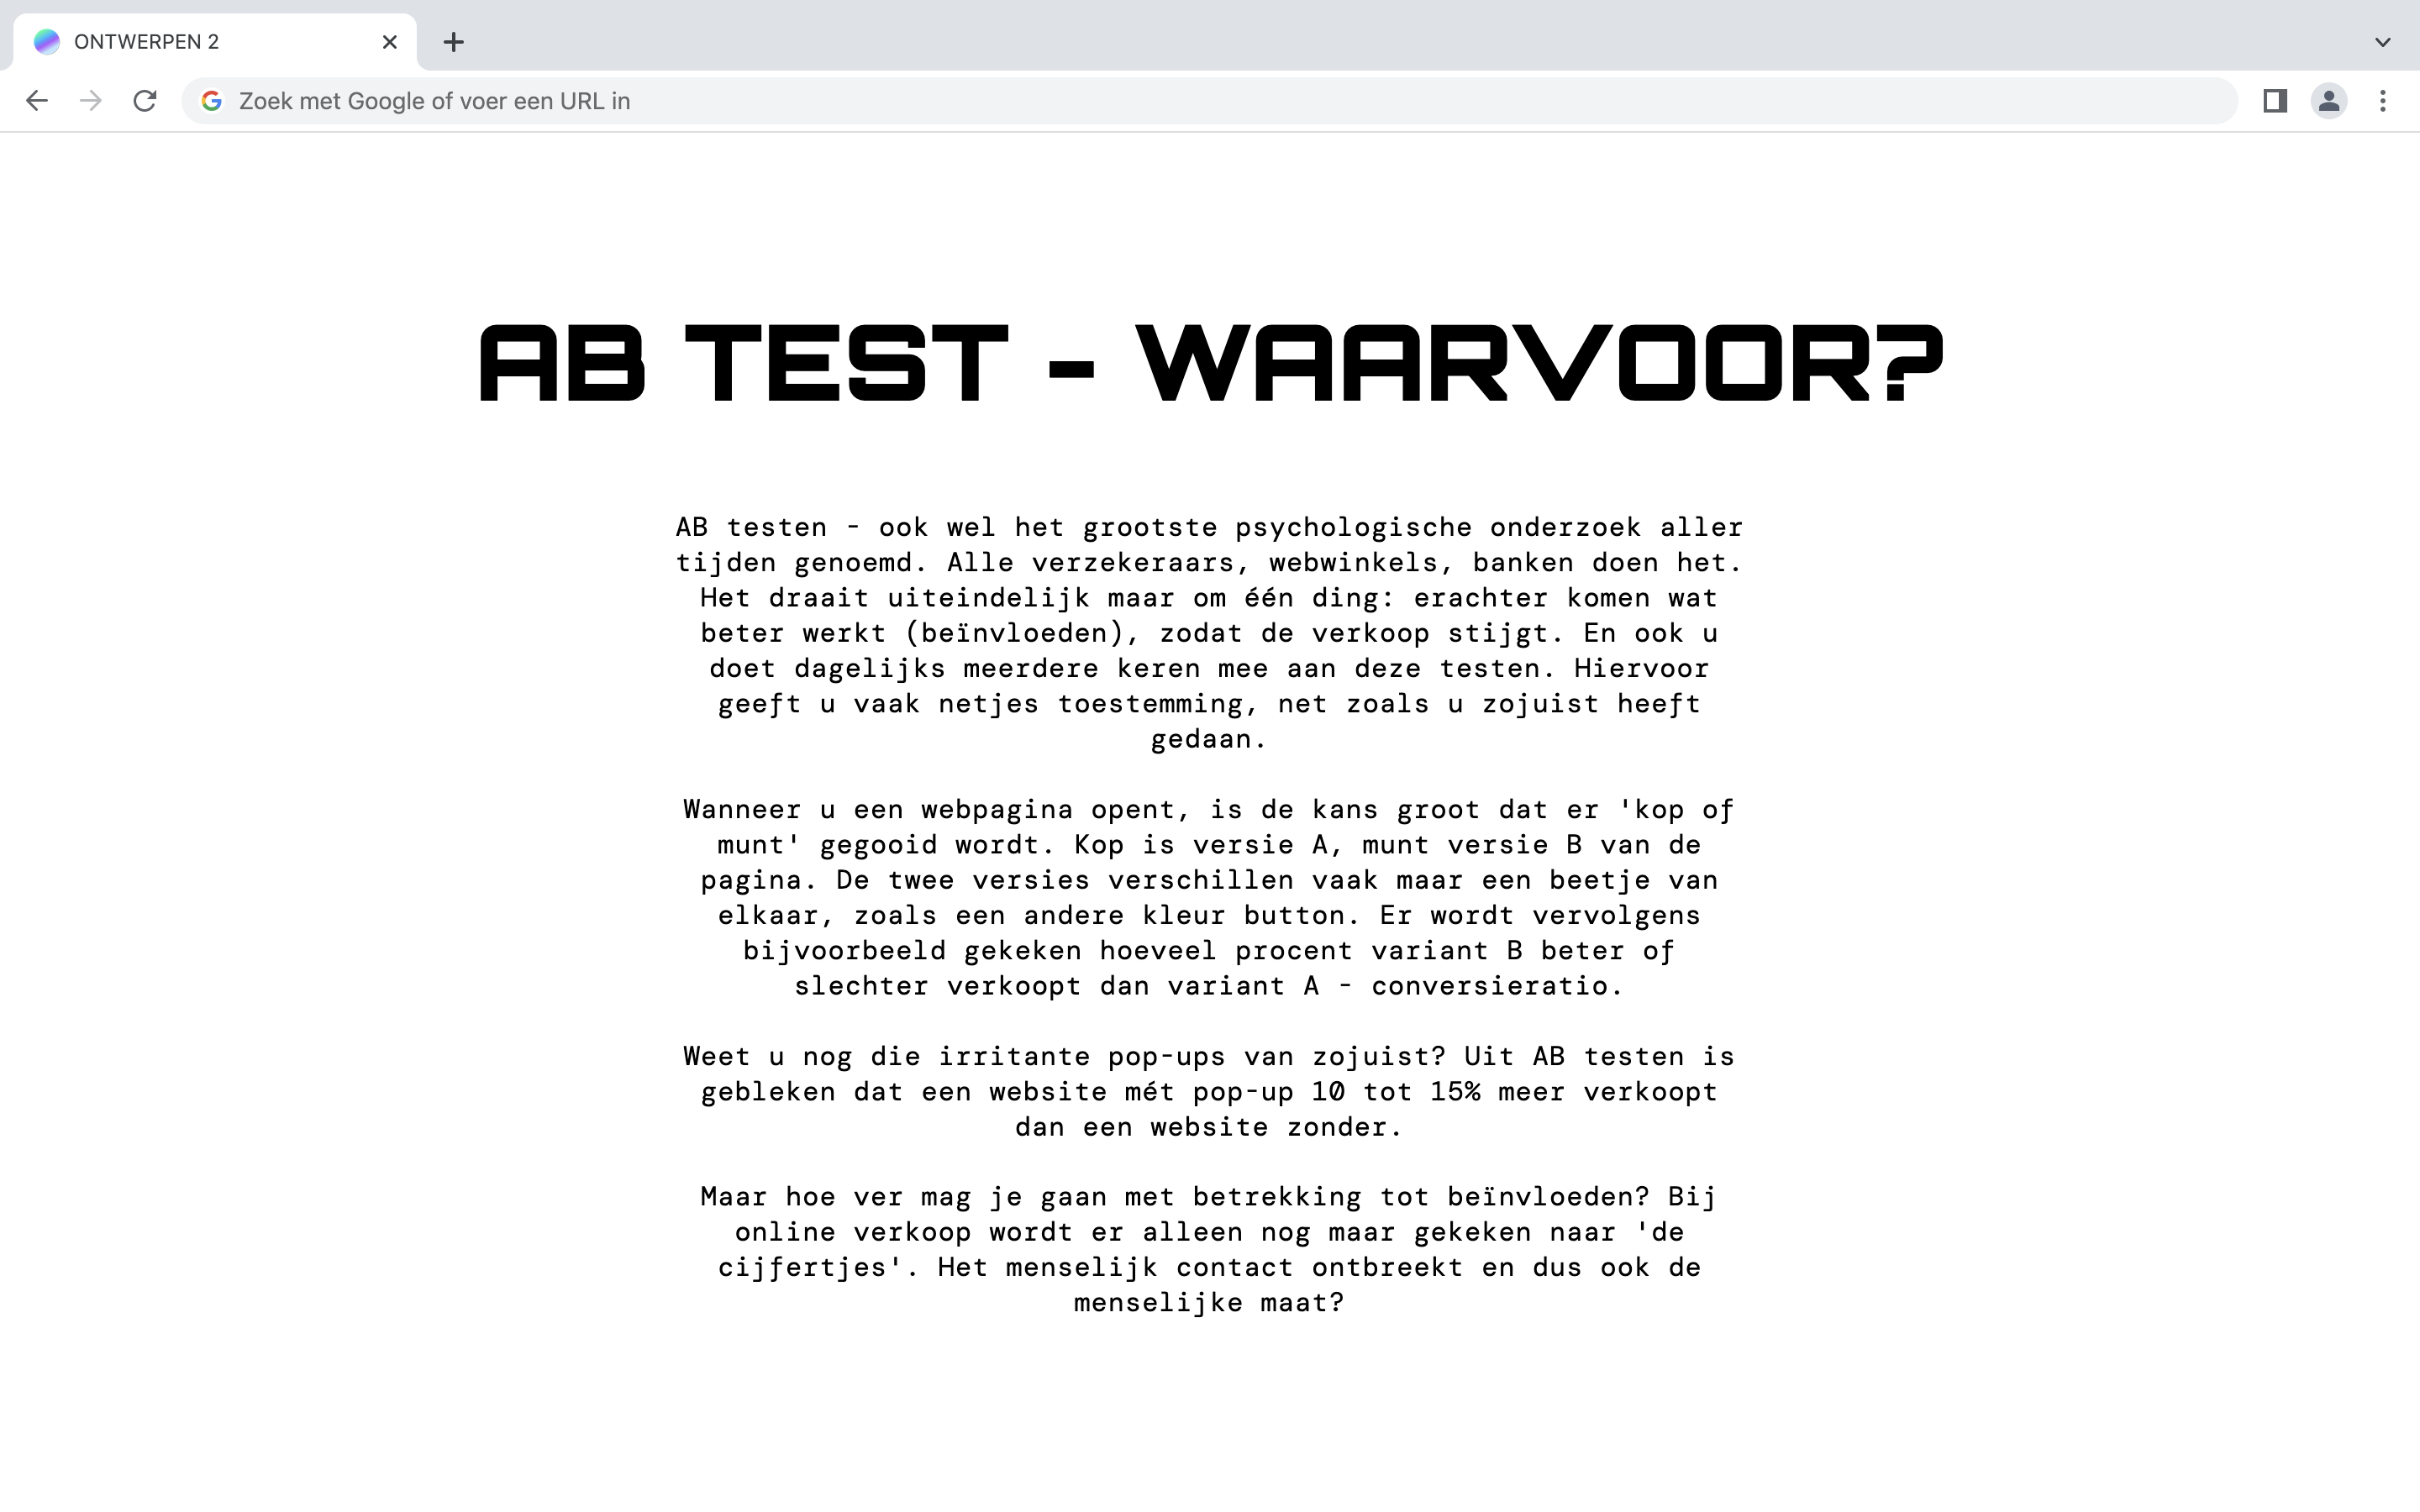 ONTWERPEN 2
Zoek met Google of voer een URL in
AB TEST - WAARVOOR?
AB testen - ook wel het grootste psychologische onderzoek aller
tijden genoemd. Alle verzekeraars, webwinkels, banken doen het.
Het draait uiteindelijk maar om één ding: erachter komen wat
beter werkt (beïnvloeden), zodat de verkoop stijgt. En ook u
doet dagelijks meerdere keren mee aan deze testen. Hiervoor
geeft u vaak netjes toestemming, net zoals u zojuist heeft
gedaan.
Wanneer u een webpagina opent, is de kans groot dat er 'kop of
munt' gegooid wordt. Kop is versie A, munt versie B van de
pagina. De twee versies verschillen vaak maar een beetje van
elkaar, zoals een andere kleur button. Er wordt vervolgens
bijvoorbeeld gekeken hoeveel procent variant B beter of
slechter verkoopt dan variant A - conversieratio.
Weet u nog die irritante pop-ups van zojuist? Uit AB testen is
gebleken dat een website mét pop-up 10 tot 15% meer verkoopt
dan een website zonder.
Maar hoe ver mag je gaan met betrekking tot beïnvloeden? Bij
online verkoop wordt er alleen nog maar gekeken naar 'de
cijfertjes'. Het menselijk contact ontbreekt en dus ook de
menselijke maat?